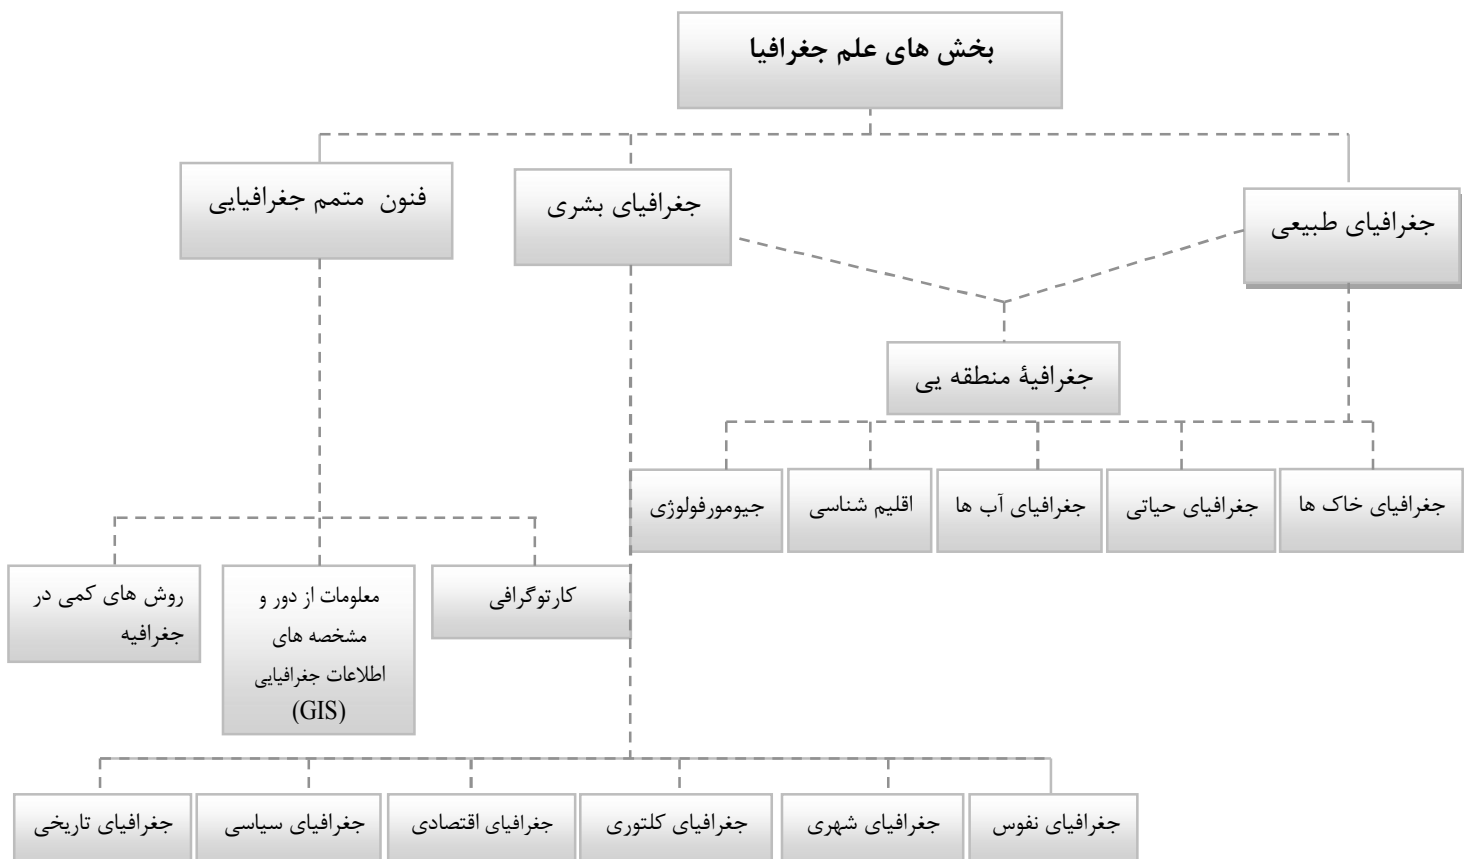 بخش های علم جغرافیا
جغرافیای طبیعی
جغرافیای بشری
فنون متمم جغرافیایی
جغرافیهٔ منطقه یی
جغرافیای خاک ها
جغرافیای حیاتی
جغرافیای آب ها
اقلیم شناسی
جیومورفولوژی
کارتوگرافی
معلومات از دور و
مشخصه های
اطلاعات جغرافیایی
(GIS)
روش های کمی در
جغرافیه
جغرافیای نفوس
جغرافیای شهری
جغرافیای کلتوری
جغرافیای اقتصادی
جغرافیای سیاسی
جغرافیای تاریخی